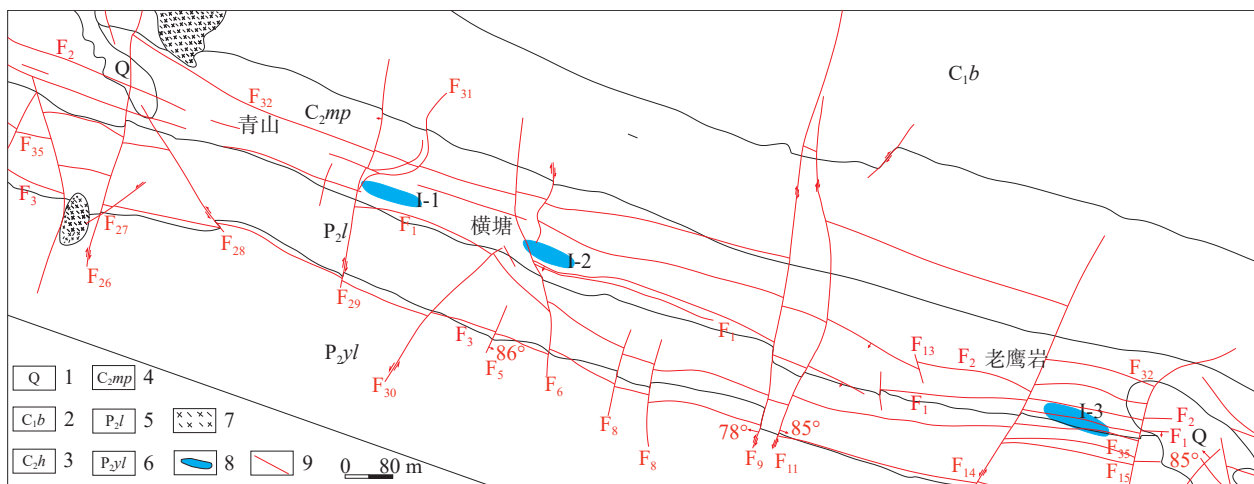 F₂
Q
F₃₂
C₂mp
F₃₁
C₁b
青山
F₃₅
F₃
I-1
横塘
F₁
P₂l
F₂₇
F₂₈
F₂₆
F₂₉
I-2
P₂yl
F₃
86°
F₅
F₃₀
F₆
F₁
F₁₃
F₂
老鹰岩
F₃₂
F₁
I-3
F₂
F₁
Q
F₈
F₈
78°
85°
F₉
F₁₁
F₁₄
F₃₅
F₁₅
85°
Q 1 C₂mp 4
C₁b 2 P₂l 5 7
C₂h 3 P₂yl 6 8 9
0 80 m